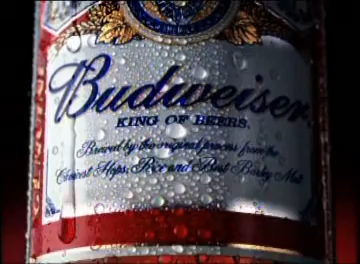 Budweiser
KING OF BEERS.
Brewed by the original process from the
Choicest Hops, Rice and Best Barley Malt